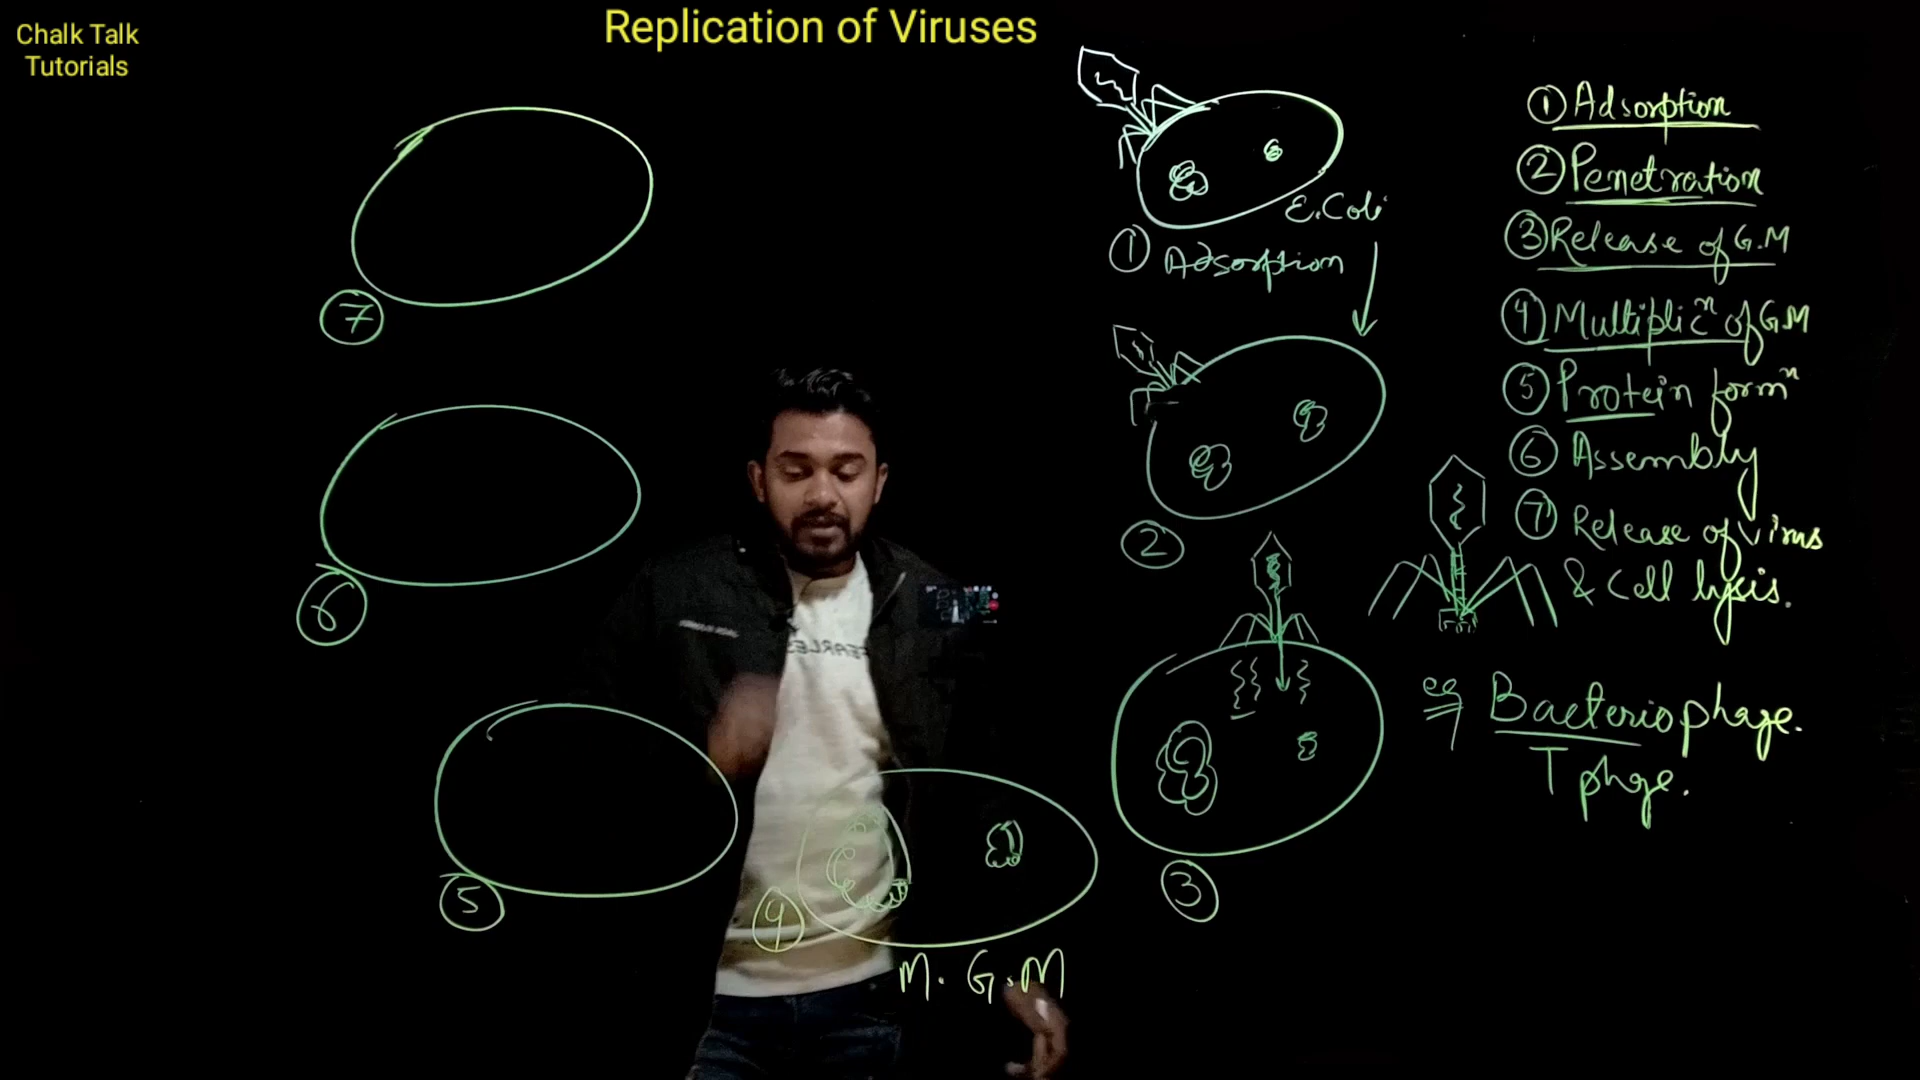 Chalk Talk
Tutorials
Replication of Viruses
① Adsorption
② Penetration
③ Release of G.M
④ Multiplicⁿ of G.M
⑤ Protein formⁿ
⑥ Assembly
⑦ Release of Virus
& Cell lysis.
eg Bacteriophage.
T phage.
E.Coli
① Adsorption
②
③
④
M. G. M
⑤
⑥
⑦
FEARLES